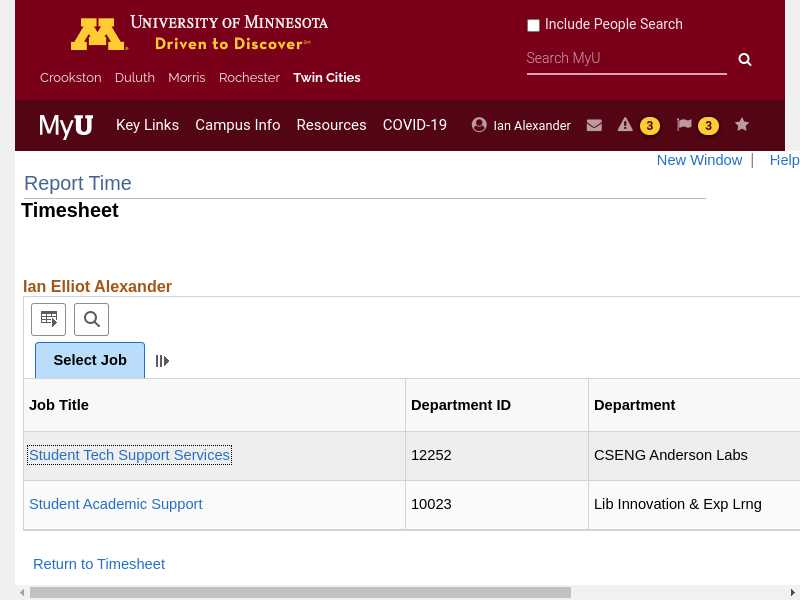 UNIVERSITY OF MINNESOTA
Driven to Discover℠
Crookston Duluth Morris Rochester Twin Cities
Include People Search
Search MyU
MyU Key Links Campus Info Resources COVID-19 Ian Alexander 3 3
New Window | Help
Report Time
Timesheet
Ian Elliot Alexander
Select Job
Job Title Department ID Department
Student Tech Support Services 12252 CSENG Anderson Labs
Student Academic Support 10023 Lib Innovation & Exp Lrng
Return to Timesheet